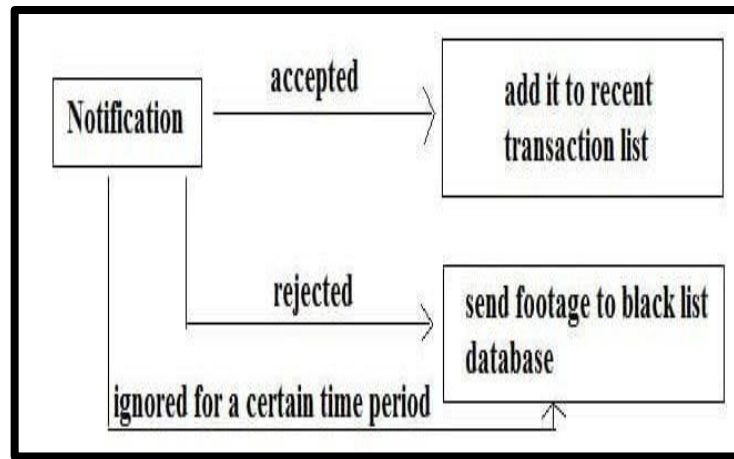 Notification
accepted
add it to recent
transaction list
rejected
send footage to black list
database
ignored for a certain time period